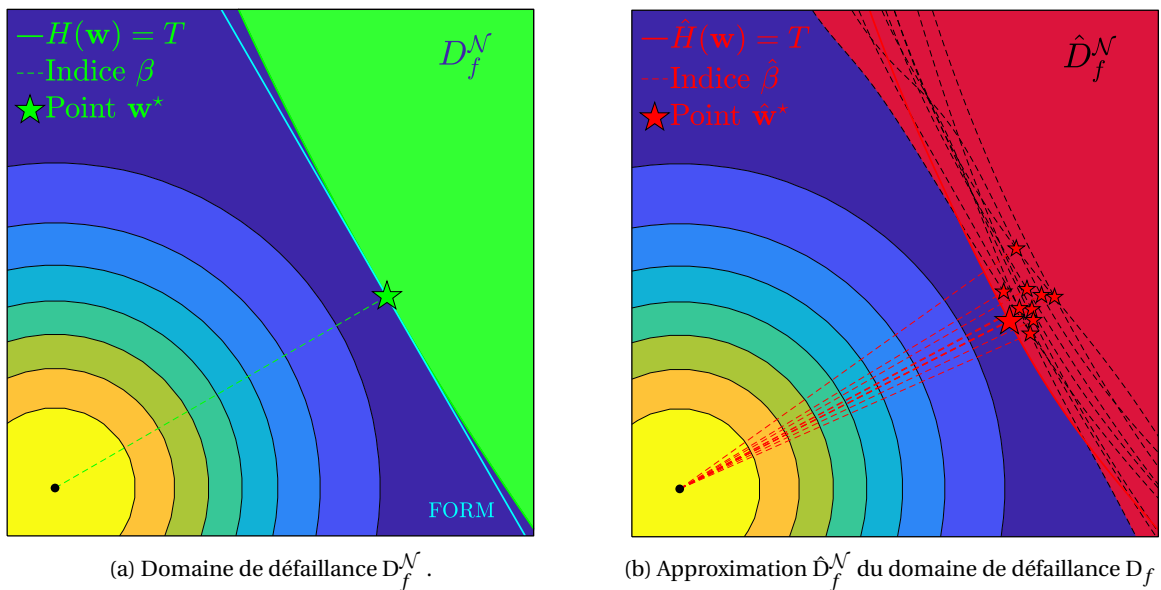 H(w) = T
Indice β
Point w⋆
D_f^𝒩
FORM
(a) Domaine de défaillance D_f^𝒩 .
Ĥ(w) = T
Indice β̂
Point ŵ⋆
D̂_f^𝒩
(b) Approximation D̂_f^𝒩 du domaine de défaillance D_f